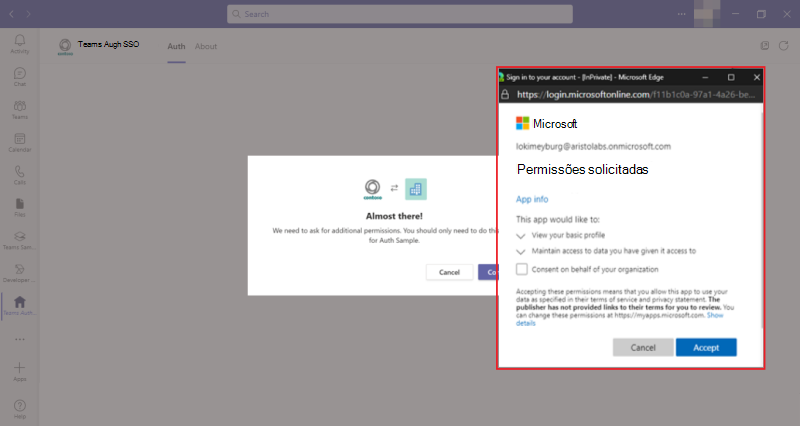 Search
Activity
Chat
Teams
Calendar
Calls
Files
Teams Sam...
Developer ...
Teams Auth...
Apps
Help
Teams Augh SSO
Auth
About
contoso
Almost there!
We need to ask for additional permissions. You should only need to do this
for Auth Sample.
Cancel
Co
Sign in to your account - [InPrivate] - Microsoft Edge
https://login.microsoftonline.com/f11b1c0a-97a1-4a26-be...
Microsoft
lokimeyburg@aristolabs.onmicrosoft.com
Permissões solicitadas
App info
This app would like to:
View your basic profile
Maintain access to data you have given it access to
Consent on behalf of your organization
Accepting these permissions means that you allow this app to use your
data as specified in their terms of service and privacy statement. The
publisher has not provided links to their terms for you to review. You
can change these permissions at https://myapps.microsoft.com. Show
details
Cancel
Accept